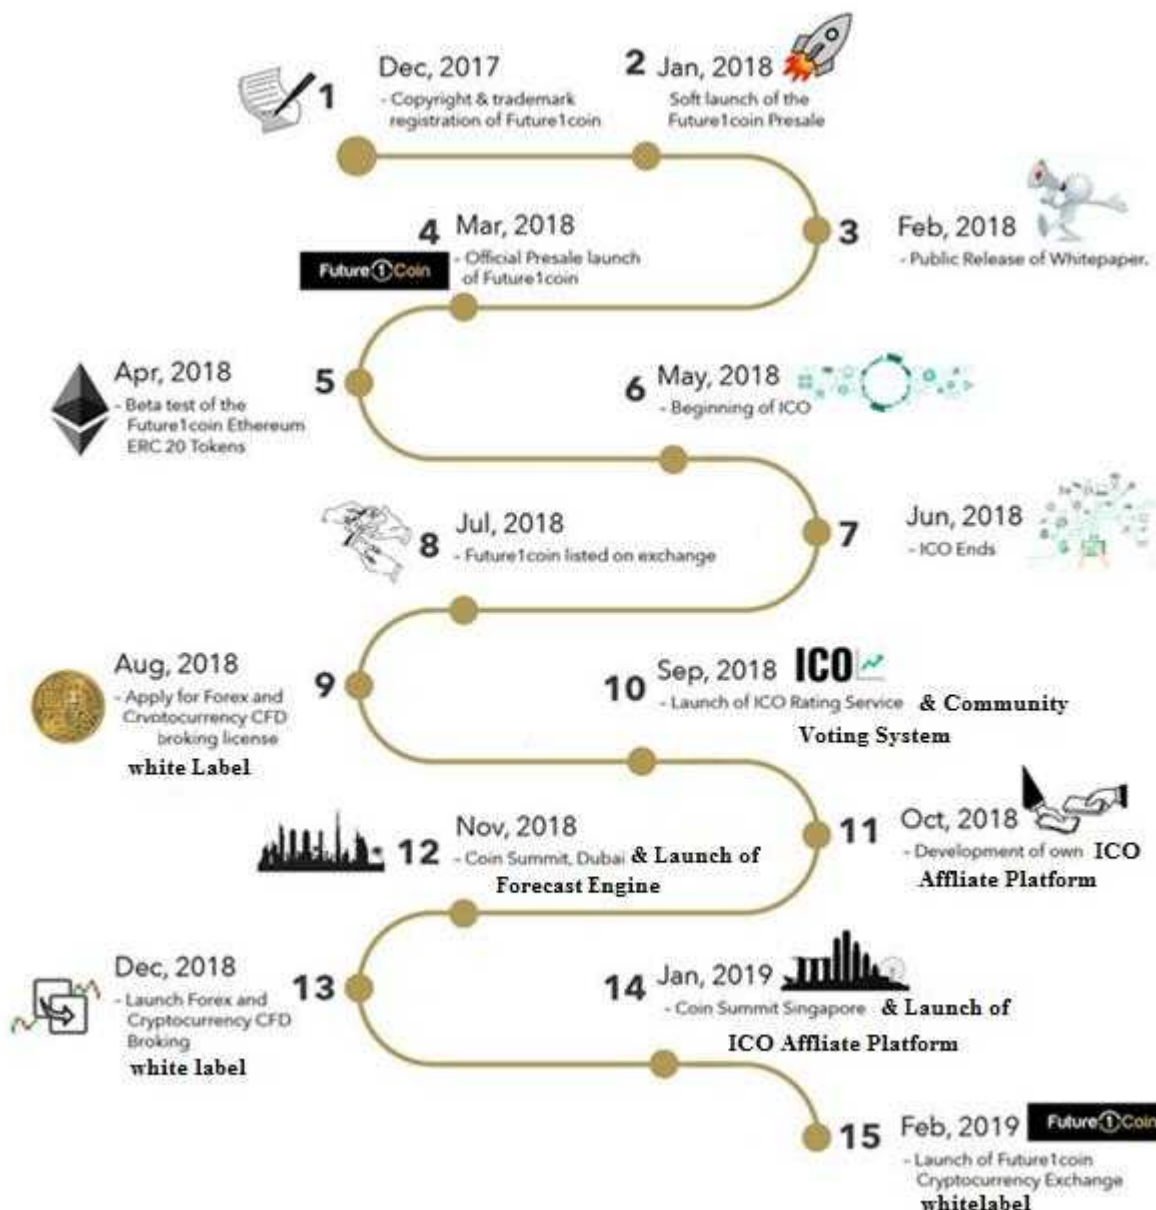 1
Dec, 2017
- Copyright & trademark
registration of Future1coin
2 Jan, 2018
Soft launch of the
Future1coin Presale
3 Feb, 2018
- Public Release of Whitepaper.
4 Mar, 2018
- Official Presale launch
of Future1coin
Future 1 Coin
5 Apr, 2018
- Beta test of the
Future1coin Ethereum
ERC 20 Tokens
6 May, 2018
- Beginning of ICO
7 Jun, 2018
- ICO Ends
8 Jul, 2018
- Future1coin listed on exchange
9 Aug, 2018
- Apply for Forex and
Cryptocurrency CFD
broking license
white Label
10 Sep, 2018 ICO
- Launch of ICO Rating Service & Community
Voting System
11 Oct, 2018
- Development of own ICO
Affliate Platform
12 Nov, 2018
- Coin Summit, Dubai & Launch of
Forecast Engine
13 Dec, 2018
- Launch Forex and
Cryptocurrency CFD
Broking
white label
14 Jan, 2019
- Coin Summit Singapore & Launch of
ICO Affliate Platform
15 Feb, 2019
Future 1 Coin
- Launch of Future1coin
Cryptocurrency Exchange
whitelabel